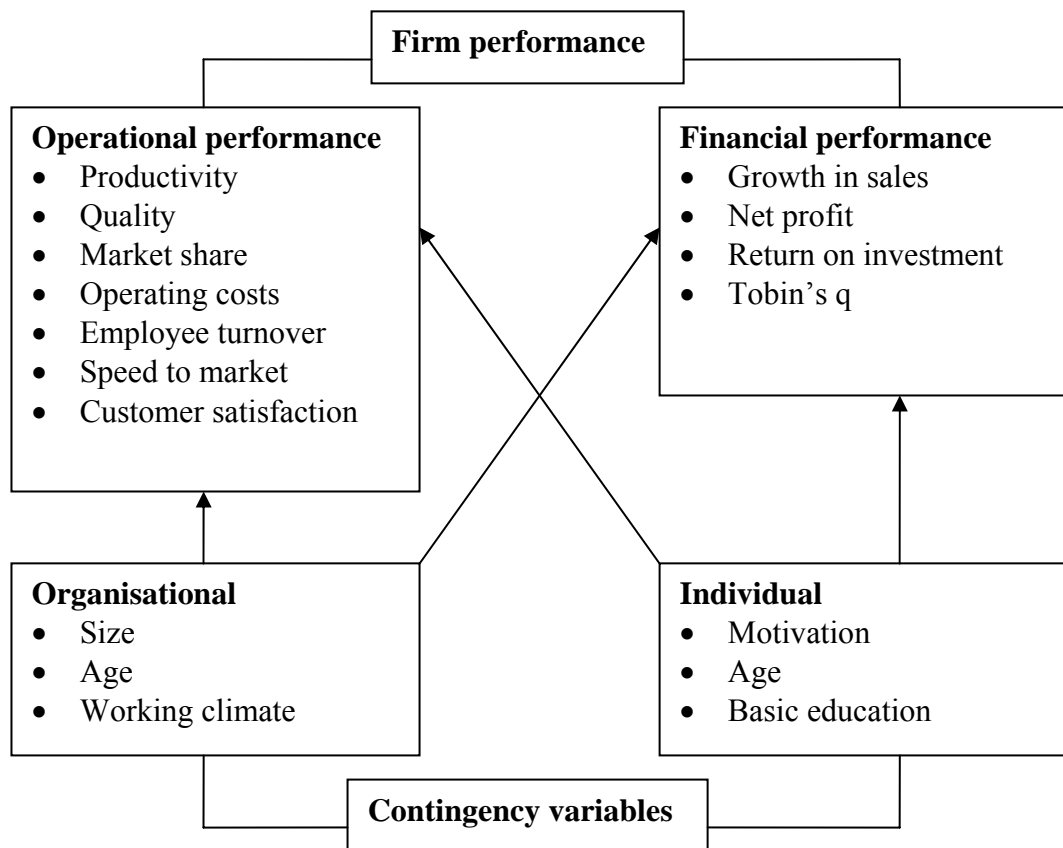 Firm performance
Operational performance
• Productivity
• Quality
• Market share
• Operating costs
• Employee turnover
• Speed to market
• Customer satisfaction
Financial performance
• Growth in sales
• Net profit
• Return on investment
• Tobin’s q
Organisational
• Size
• Age
• Working climate
Individual
• Motivation
• Age
• Basic education
Contingency variables